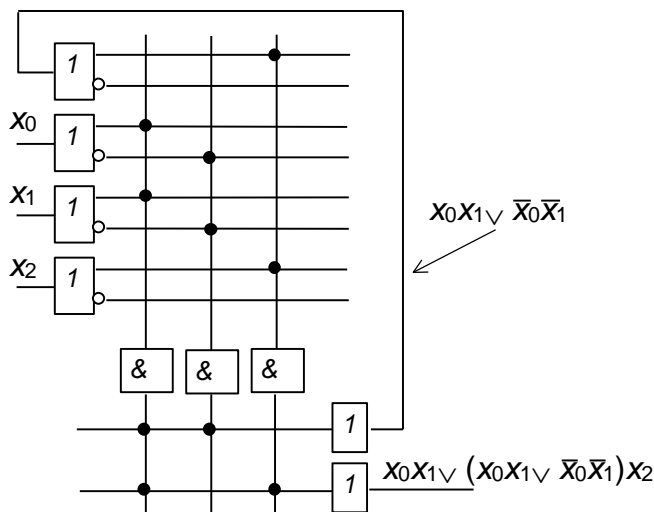 1
x₀
1
x₁
1
x₀x₁∨ x̄₀x̄₁
x₂
1
& & &
1
1
x₀x₁∨ (x₀x₁∨ x̄₀x̄₁)x₂